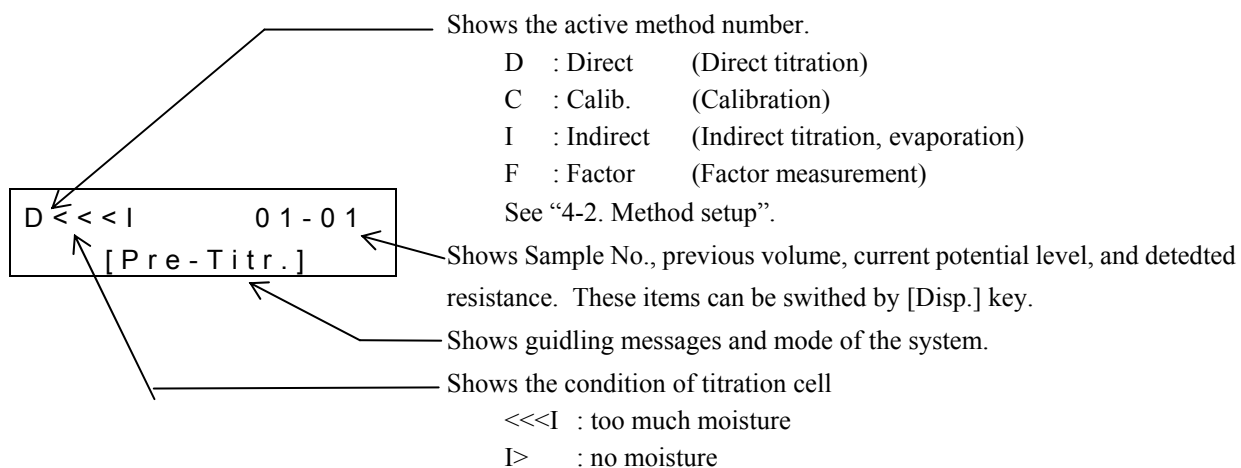 Shows the active method number.
D : Direct (Direct titration)
C : Calib. (Calibration)
I : Indirect (Indirect titration, evaporation)
F : Factor (Factor measurement)
See “4-2. Method setup”.
D<<<I 01-01
[Pre-Titr.]
Shows Sample No., previous volume, current potential level, and detedted
resistance. These items can be swithed by [Disp.] key.
Shows guidling messages and mode of the system.
Shows the condition of titration cell
<<<I : too much moisture
I> : no moisture